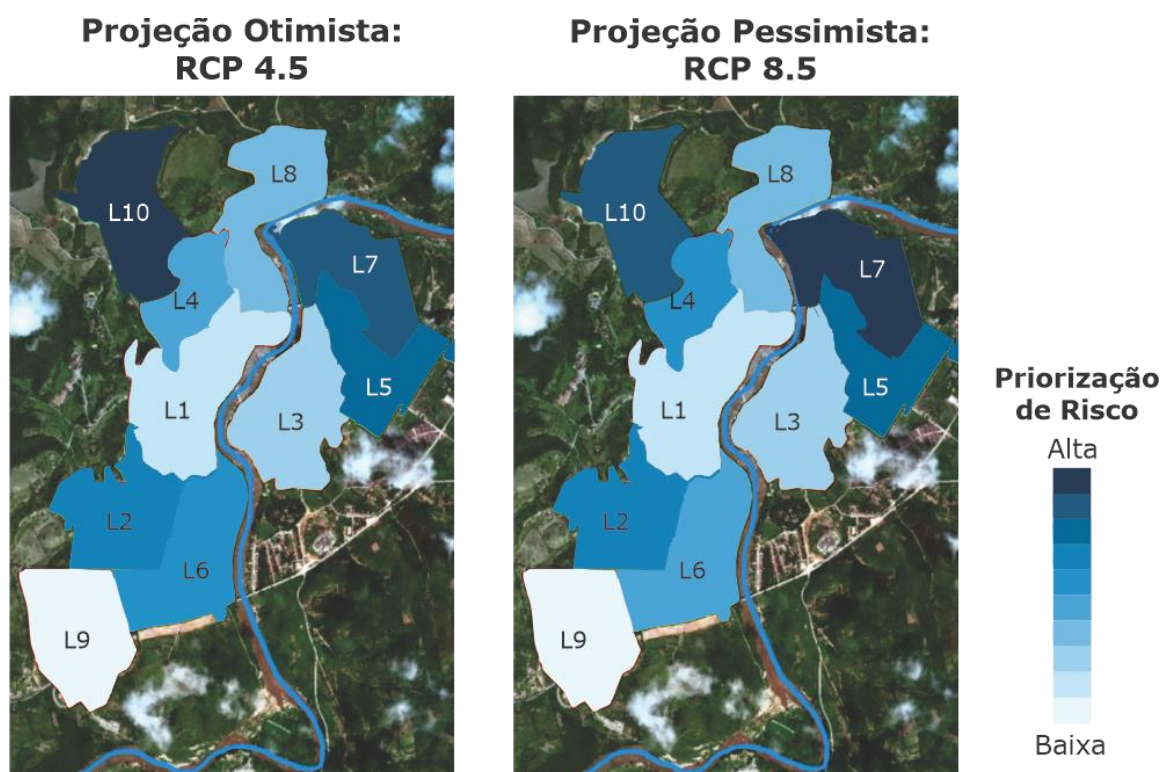 Projeção Otimista:
RCP 4.5
Projeção Pessimista:
RCP 8.5
L10
L8
L7
L4
L5
L1
L3
L2
L6
L9
L10
L8
L7
L4
L5
L1
L3
L2
L6
L9
Priorização
de Risco
Alta
Baixa